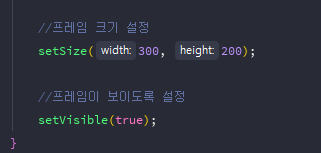 //프레임 크기 설정
setSize( width: 300, height: 200);
//프레임이 보이도록 설정
setVisible(true);
}